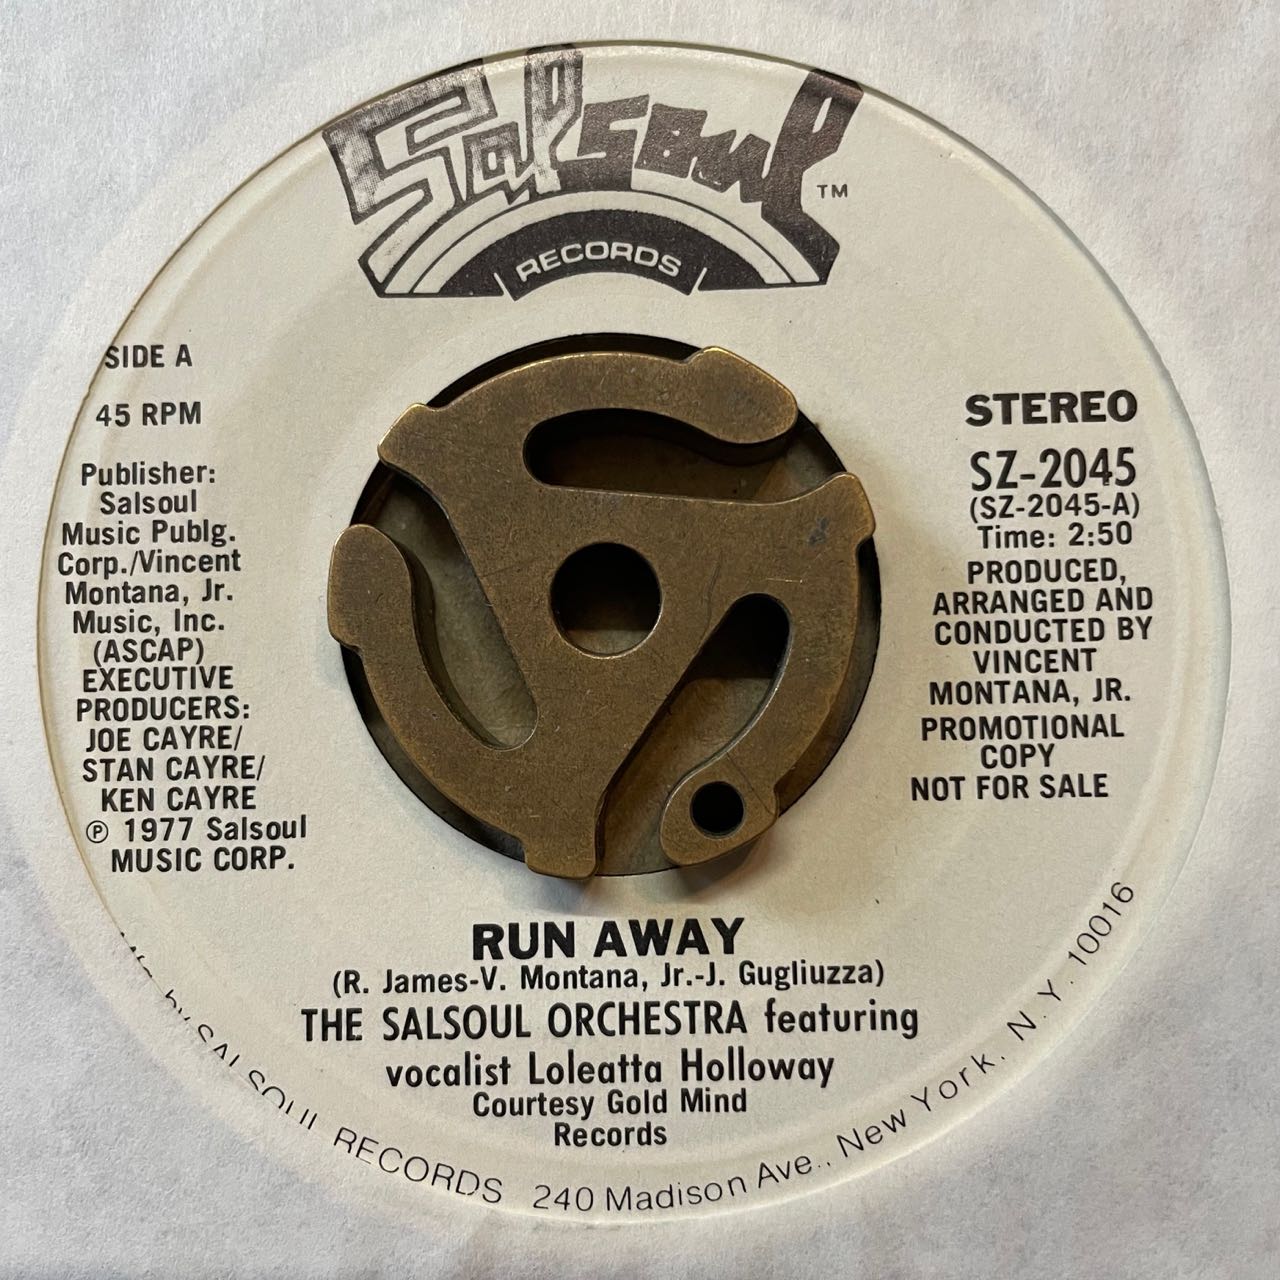 Salsoul
TM
RECORDS
SIDE A
45 RPM
Publisher:
Salsoul
Music Publg.
Corp./Vincent
Montana, Jr.
Music, Inc.
(ASCAP)
EXECUTIVE
PRODUCERS:
JOE CAYRE/
STAN CAYRE/
KEN CAYRE
℗ 1977 Salsoul
MUSIC CORP.
STEREO
SZ-2045
(SZ-2045-A)
Time: 2:50
PRODUCED,
ARRANGED AND
CONDUCTED BY
VINCENT
MONTANA, JR.
PROMOTIONAL
COPY
NOT FOR SALE
RUN AWAY
(R. James-V. Montana, Jr.-J. Gugliuzza)
THE SALSOUL ORCHESTRA featuring
vocalist Loleatta Holloway
Courtesy Gold Mind
Records
by SALSOUL RECORDS 240 Madison Ave., New York, N.Y. 10016